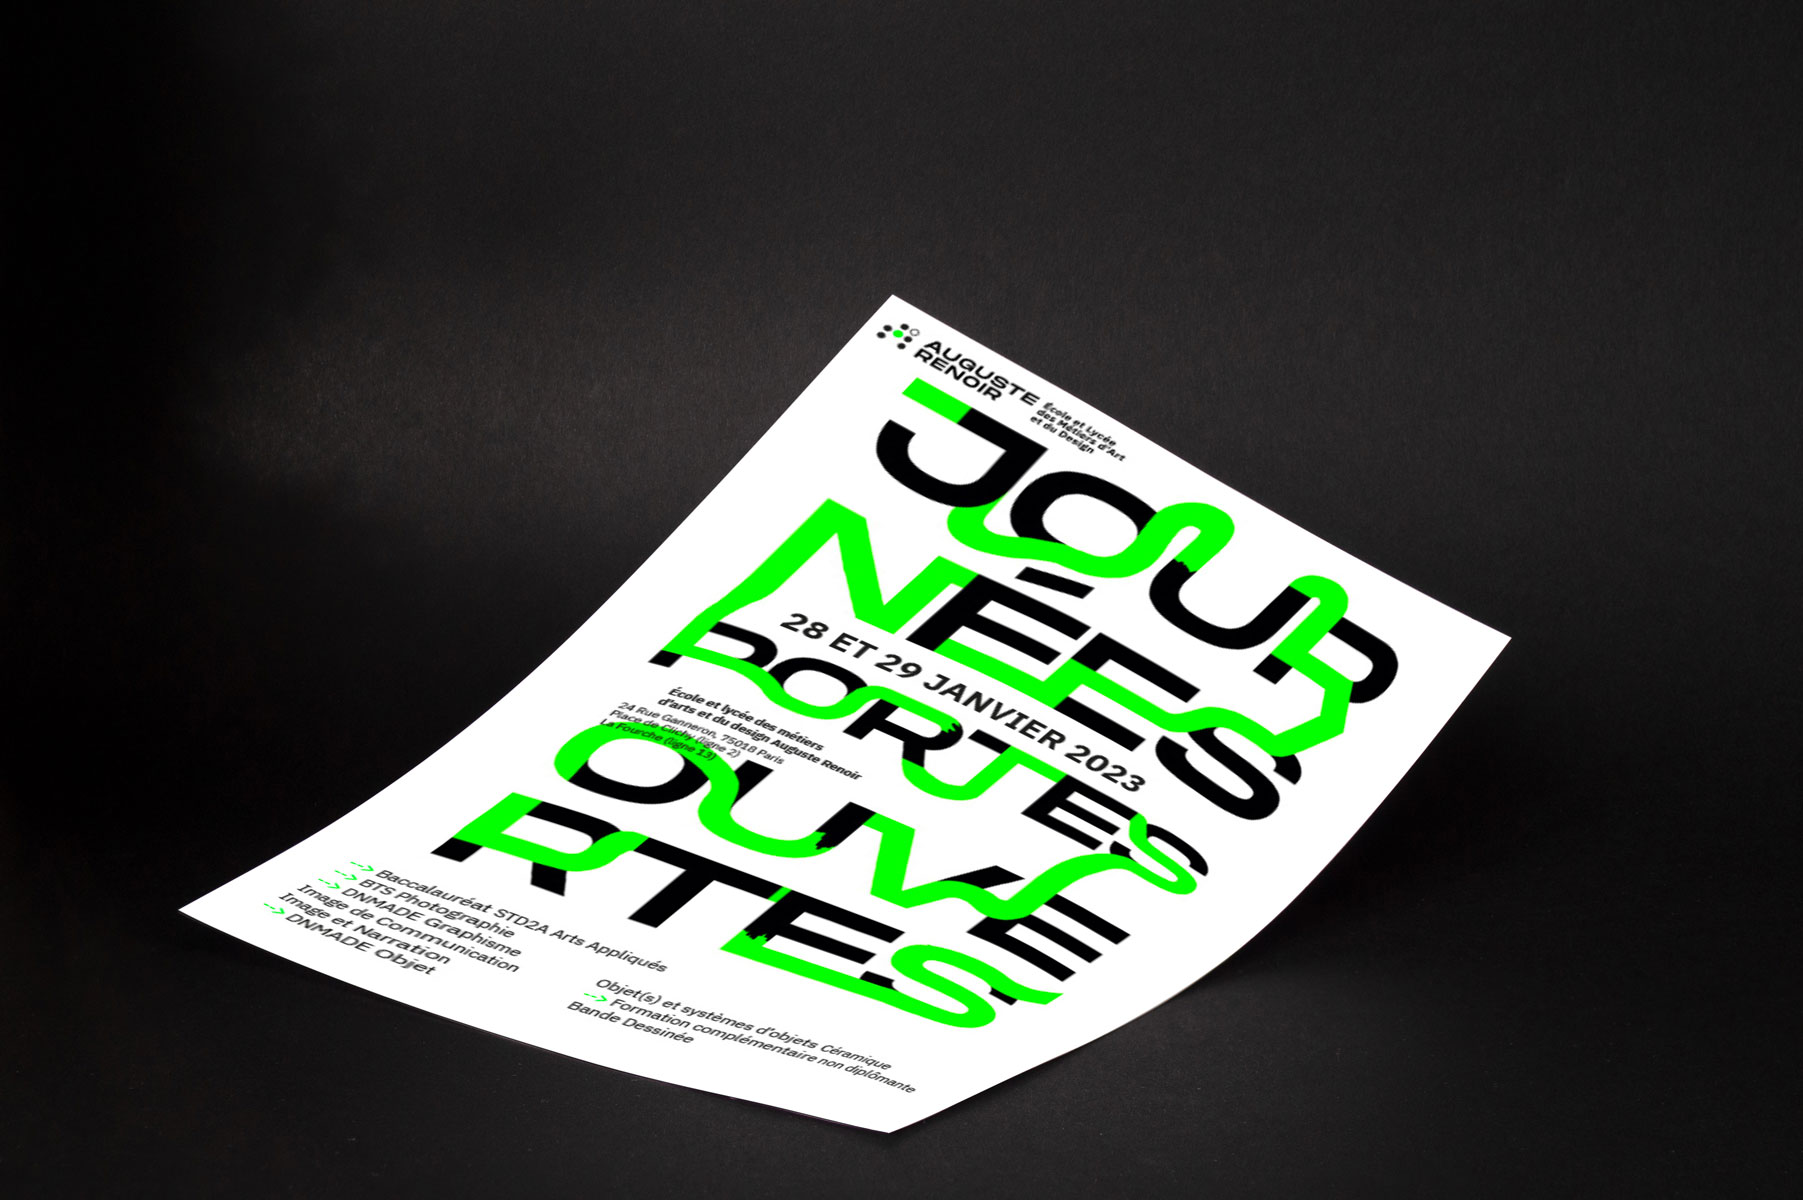 AUGUSTE
RENOIR
École et Lycée
des Métiers d'Art
et du Design
JOUR
NÉES
28 ET 29 JANVIER 2023
PORTES
École et lycée des métiers
d'arts et du design Auguste Renoir
24 Rue Ganneron, 75018 Paris
Place de Clichy (ligne 2)
La Fourche (ligne 13)
OUVE
RTES
--> Baccalauréat STD2A Arts Appliqués
--> BTS Photographie
--> DNMADE Graphisme
Image de Communication
Image et Narration
--> DNMADE Objet
Objet(s) et systèmes d'objets Céramique
--> Formation complémentaire non diplômante
Bande Dessinée